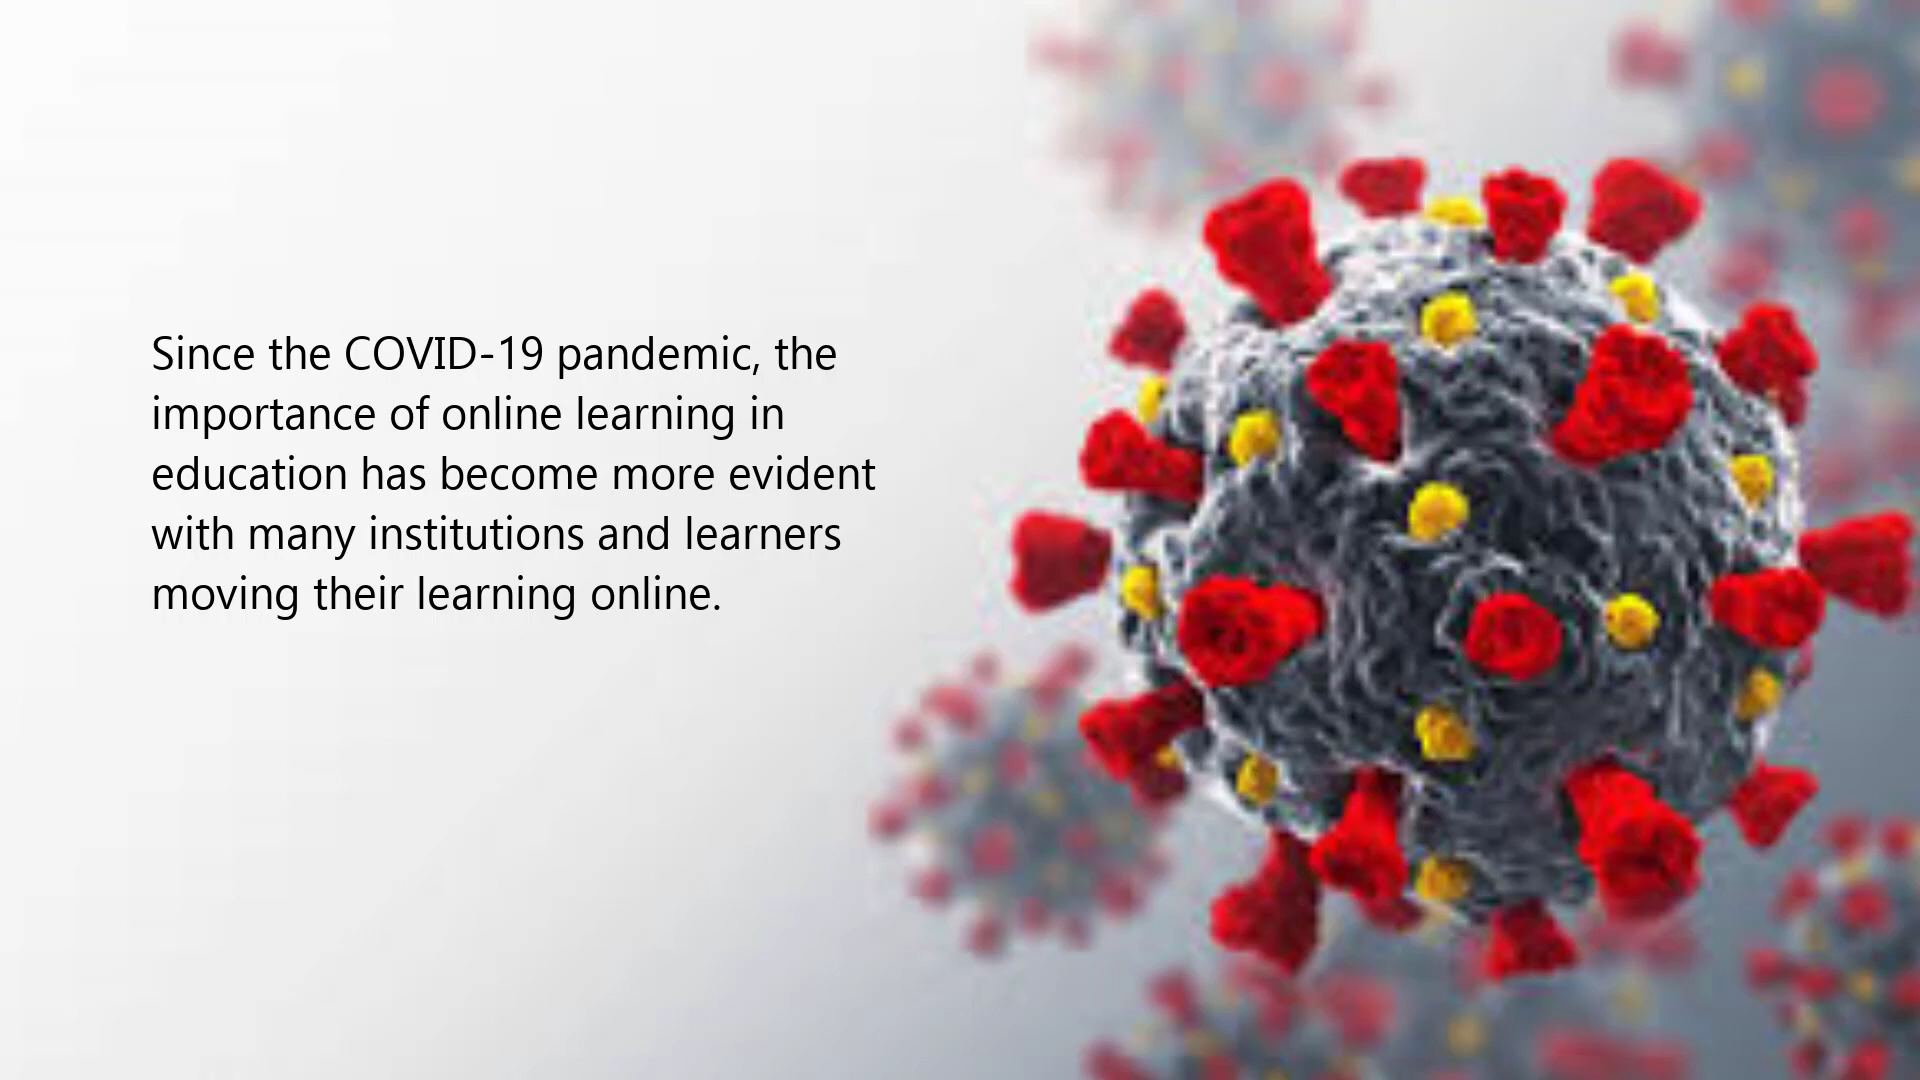 Since the COVID-19 pandemic, the
importance of online learning in
education has become more evident
with many institutions and learners
moving their learning online.